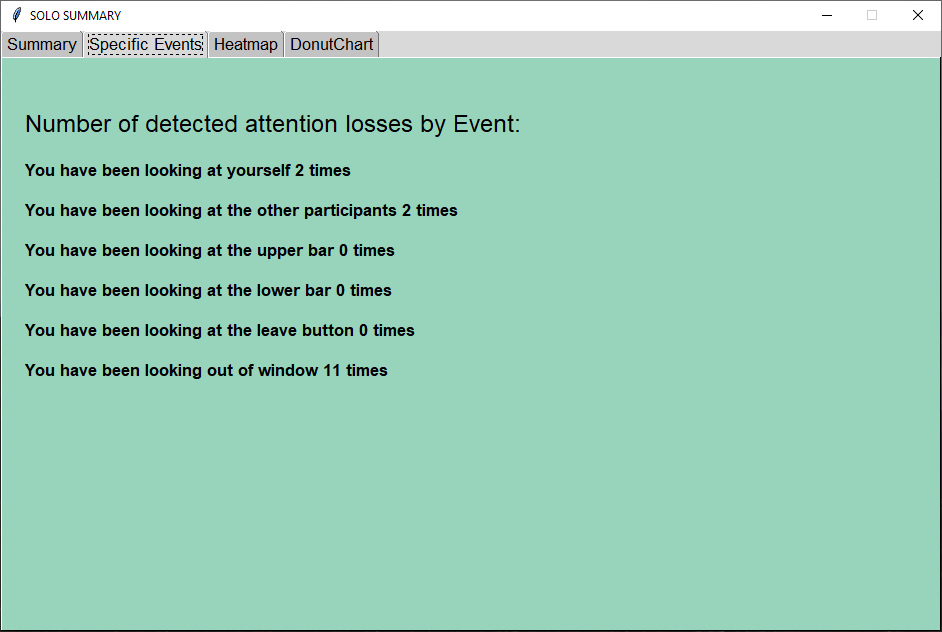 SOLO SUMMARY
Summary Specific Events Heatmap DonutChart
Number of detected attention losses by Event:
You have been looking at yourself 2 times
You have been looking at the other participants 2 times
You have been looking at the upper bar 0 times
You have been looking at the lower bar 0 times
You have been looking at the leave button 0 times
You have been looking out of window 11 times